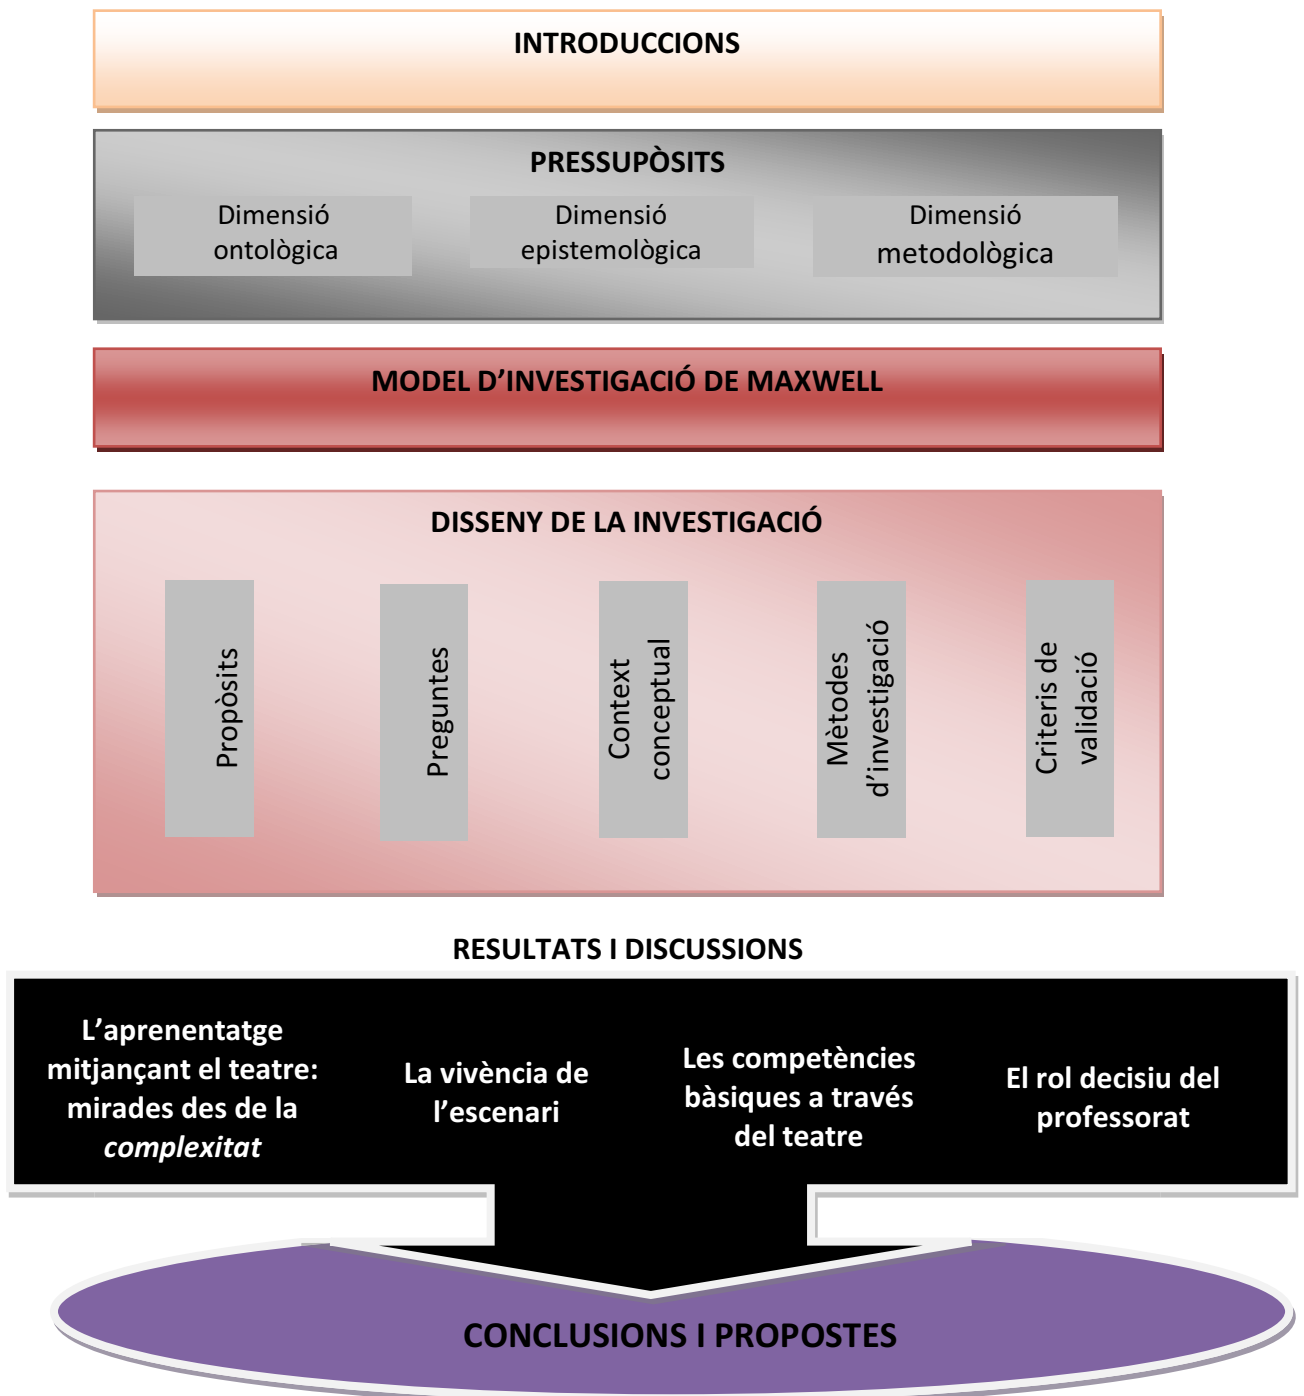 INTRODUCCIONS
PRESSUPÒSITS
Dimensió
ontològica
Dimensió
epistemològica
Dimensió
metodològica
MODEL D’INVESTIGACIÓ DE MAXWELL
DISSENY DE LA INVESTIGACIÓ
Propòsits
Preguntes
Context
conceptual
Mètodes
d’investigació
Criteris de
validació
RESULTATS I DISCUSSIONS
L’aprenentatge
mitjançant el teatre:
mirades des de la
complexitat
La vivència de
l’escenari
Les competències
bàsiques a través
del teatre
El rol decisiu del
professorat
CONCLUSIONS I PROPOSTES